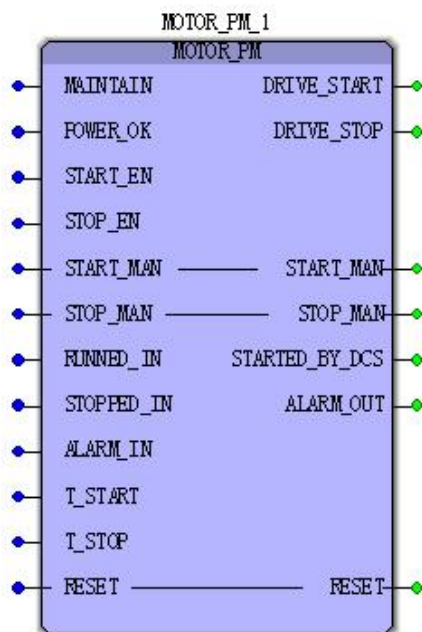 MOTOR_PM_1
MOTOR_PM
MAINTAIN DRIVE_START
POWER_OK DRIVE_STOP
START_EN
STOP_EN
START_MAN START_MAN
STOP_MAN STOP_MAN
RUNNED_IN STARTED_BY_DCS
STOPPED_IN ALARM_OUT
ALARM_IN
T_START
T_STOP
RESET RESET